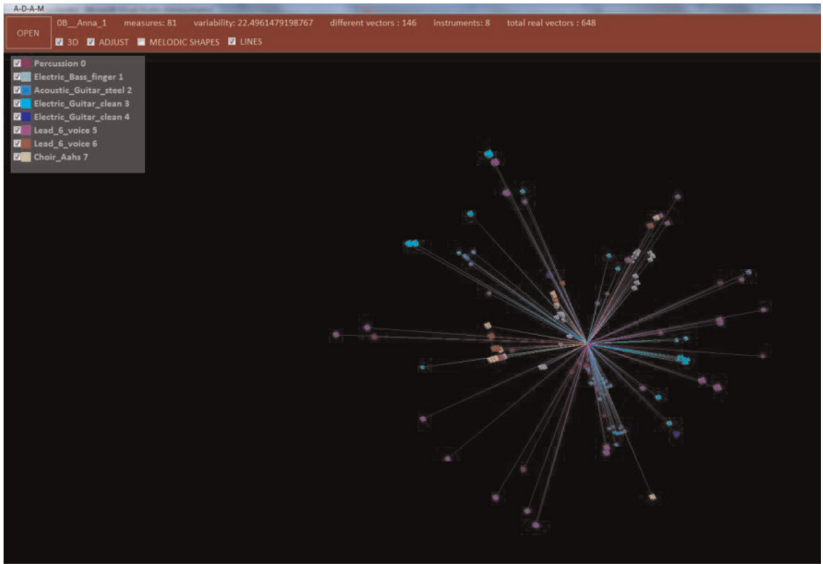 A-D-A-M
OPEN
0B__Anna_1 measures: 81 variability: 22.4961479198767 different vectors : 146 instruments: 8 total real vectors : 648
3D ADJUST MELODIC SHAPES LINES
Percussion 0
Electric_Bass_finger 1
Acoustic_Guitar_steel 2
Electric_Guitar_clean 3
Electric_Guitar_clean 4
Lead_6_voice 5
Lead_6_voice 6
Choir_Aahs 7